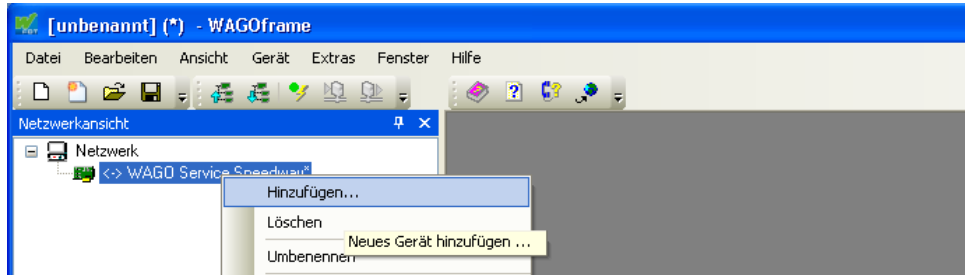 [unbenannt] (*) - WAGOframe
Datei Bearbeiten Ansicht Gerät Extras Fenster Hilfe
Netzwerkansicht
Netzwerk
<-> WAGO Service Speedway*
Hinzufügen...
Löschen
Neues Gerät hinzufügen ...
Umbenennen